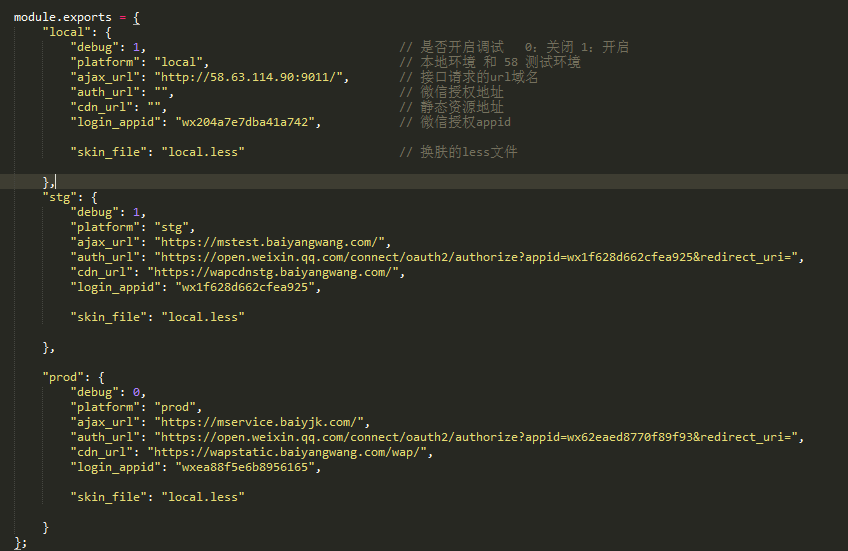 module.exports = {
    "local": {
        "debug": 1,                                    // 是否开启调试   0：关闭 1：开启
        "platform": "local",                           // 本地环境 和 58 测试环境
        "ajax_url": "http://58.63.114.90:9011/",       // 接口请求的url域名
        "auth_url": "",                                // 微信授权地址
        "cdn_url": "",                                 // 静态资源地址
        "login_appid": "wx204a7e7dba41a742",           // 微信授权appid
        "skin_file": "local.less"                      // 换肤的less文件
    },
    "stg": {
        "debug": 1,
        "platform": "stg",
        "ajax_url": "https://mstest.baiyangwang.com/",
        "auth_url": "https://open.weixin.qq.com/connect/oauth2/authorize?appid=wx1f628d662cfea925&redirect_uri=",
        "cdn_url": "https://wapcdnstg.baiyangwang.com/",
        "login_appid": "wx1f628d662cfea925",
        "skin_file": "local.less"
    },
    "prod": {
        "debug": 0,
        "platform": "prod",
        "ajax_url": "https://mservice.baiyjk.com/",
        "auth_url": "https://open.weixin.qq.com/connect/oauth2/authorize?appid=wx62eaed8770f89f93&redirect_uri=",
        "cdn_url": "https://wapstatic.baiyangwang.com/wap/",
        "login_appid": "wxea88f5e6b8956165",
        "skin_file": "local.less"
    }
};